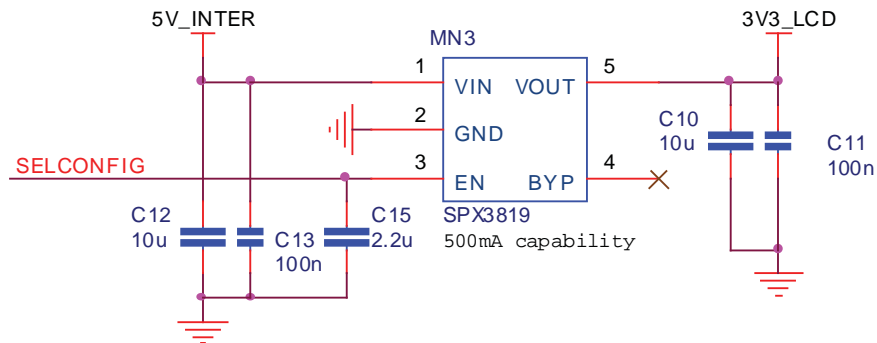 5V_INTER
3V3_LCD
MN3
1
VIN
VOUT
5
2
GND
SELCONFIG
3
EN
BYP
4
C10
10u
C11
100n
C12
10u
C13
100n
C15
2.2u
SPX3819
500mA capability